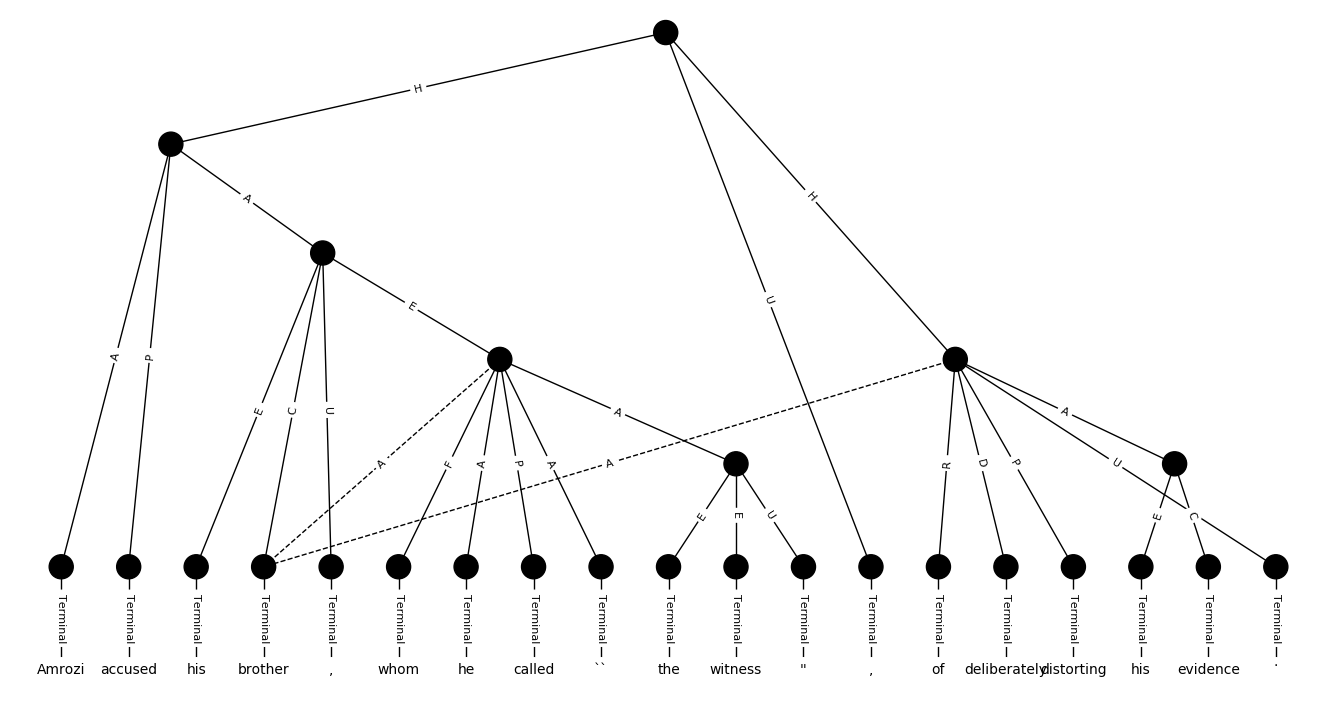 H
A
H
A P E C U E U
A F A P A A A R D P U A
E E U E C
Terminal Terminal Terminal Terminal Terminal Terminal Terminal Terminal Terminal Terminal Terminal Terminal Terminal Terminal Terminal Terminal Terminal Terminal Terminal
Amrozi accused his brother , whom he called `` the witness " , of deliberately distorting his evidence .